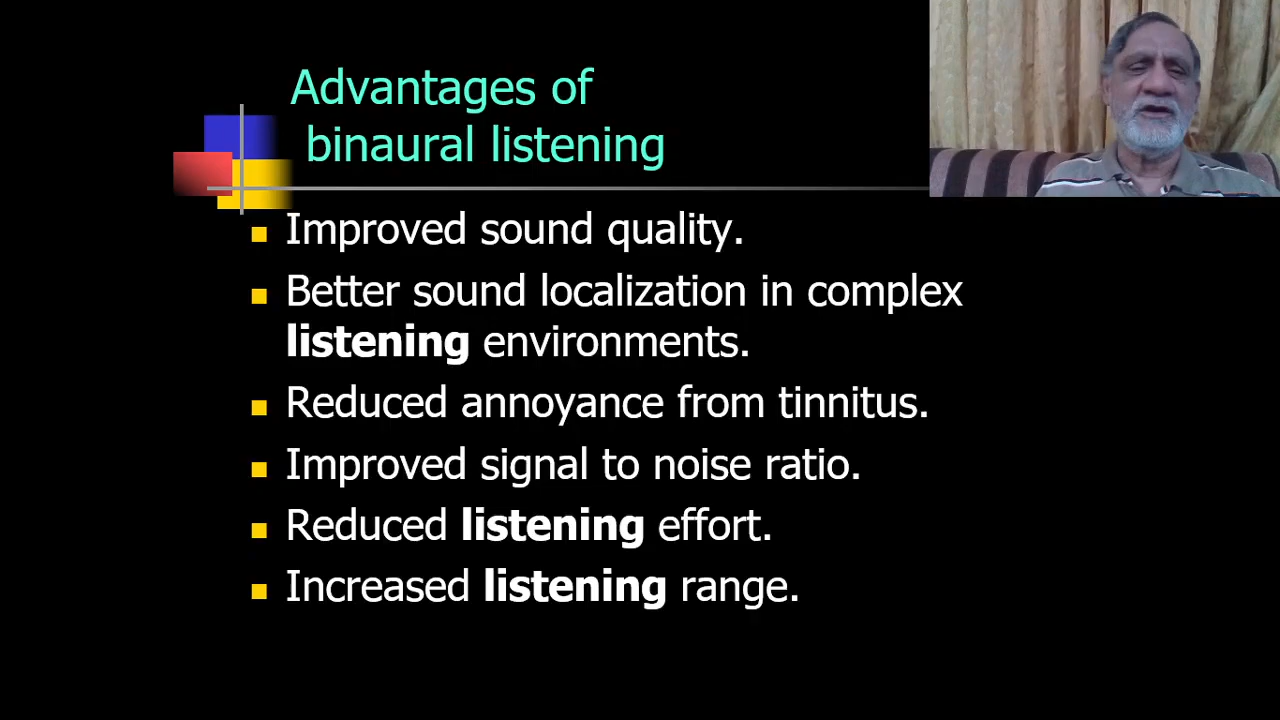 Advantages of
binaural listening
Improved sound quality.
Better sound localization in complex
listening environments.
Reduced annoyance from tinnitus.
Improved signal to noise ratio.
Reduced listening effort.
Increased listening range.